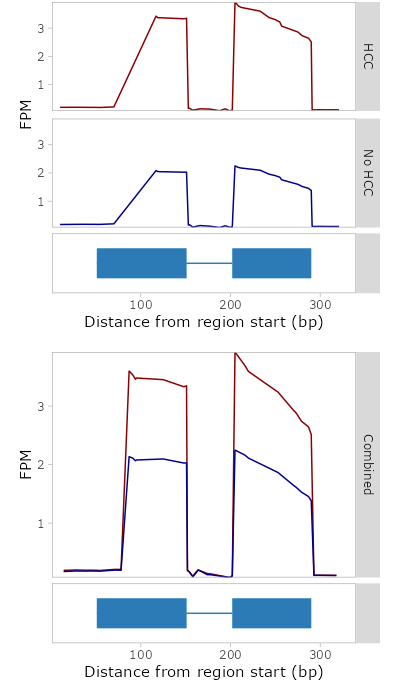 3
2
1
HCC
FPM
3
2
1
No HCC
100 200 300
Distance from region start (bp)
3
2
1
FPM
Combined
100 200 300
Distance from region start (bp)